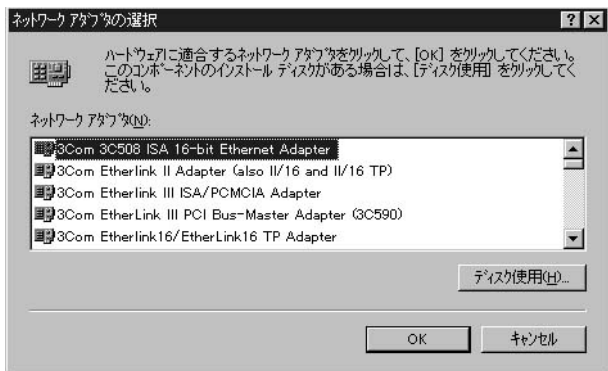 ネットワーク アダプタの選択
ハードウェアに適合するネットワーク アダプタをクリックして、[OK] をクリックしてください。
このコンポーネントのインストール ディスクがある場合は、[ディスク使用] をクリックしてく
ださい。
ネットワーク アダプタ(N):
3Com 3C508 ISA 16-bit Ethernet Adapter
3Com Etherlink II Adapter (also II/16 and II/16 TP)
3Com Etherlink III ISA/PCMCIA Adapter
3Com EtherLink III PCI Bus-Master Adapter (3C590)
3Com Etherlink16/EtherLink16 TP Adapter
ディスク使用(H)...
OK
キャンセル